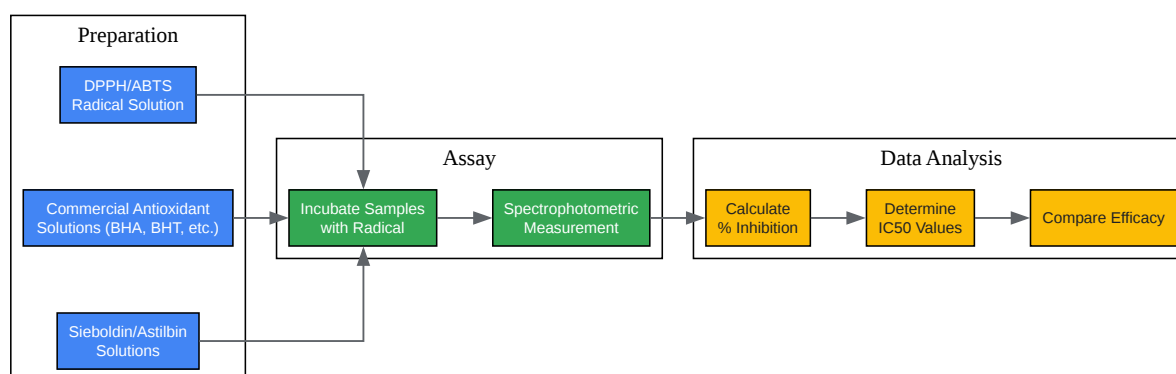 Preparation
DPPH/ABTS
Radical Solution
Commercial Antioxidant
Solutions (BHA, BHT, etc.)
Sieboldin/Astilbin
Solutions
Assay
Incubate Samples
with Radical
Spectrophotometric
Measurement
Data Analysis
Calculate
% Inhibition
Determine
IC50 Values
Compare Efficacy